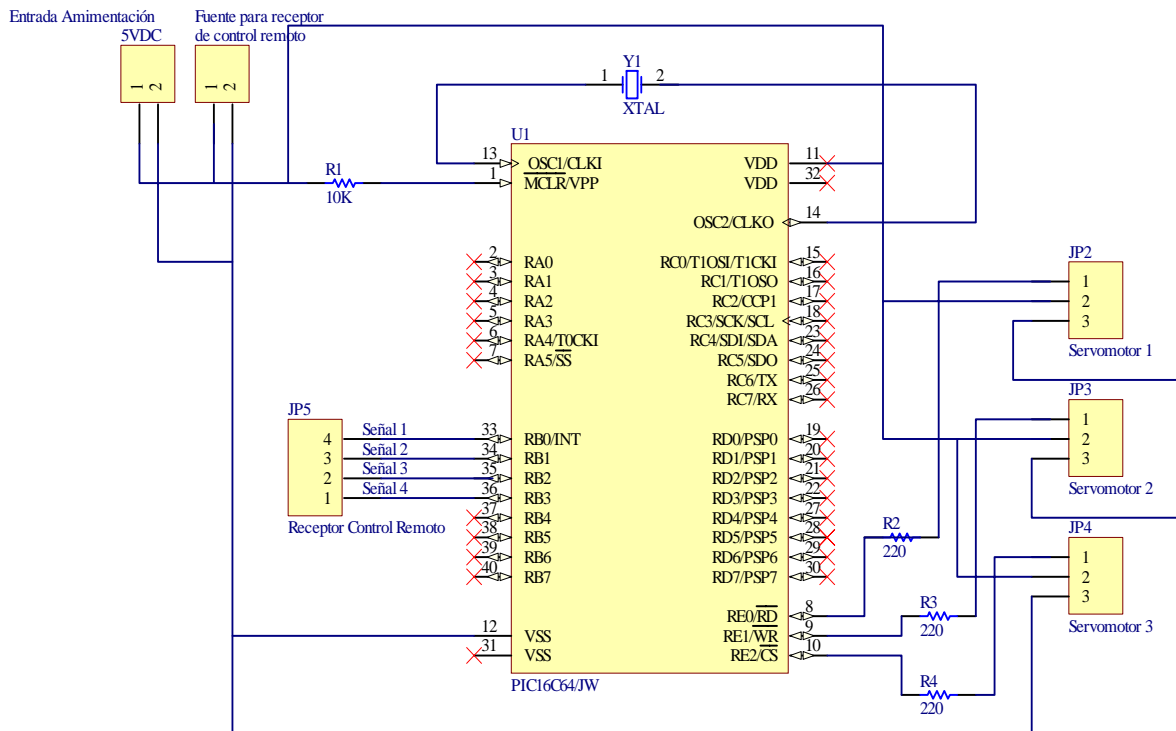 Entrada Amimentación
5VDC
Fuente para receptor
de control remoto
1
2
1
2
Y1
1
2
XTAL
U1
R1
10K
13
OSC1/CLKI
1
MCLR/VPP
2
RA0
3
RA1
4
RA2
5
RA3
6
RA4/T0CKI
7
RA5/SS
33
RB0/INT
34
RB1
35
RB2
36
RB3
37
RB4
38
RB5
39
RB6
40
RB7
12
VSS
31
VSS
VDD
11
VDD
32
OSC2/CLKO
14
RC0/T1OSI/T1CKI
15
RC1/T1OSO
16
RC2/CCP1
17
RC3/SCK/SCL
18
RC4/SDI/SDA
23
RC5/SDO
24
RC6/TX
25
RC7/RX
26
RD0/PSP0
19
RD1/PSP1
20
RD2/PSP2
21
RD3/PSP3
22
RD4/PSP4
27
RD5/PSP5
28
RD6/PSP6
29
RD7/PSP7
30
RE0/RD
8
RE1/WR
9
RE2/CS
10
PIC16C64/JW
JP5
4
Señal 1
3
Señal 2
2
Señal 3
1
Señal 4
Receptor Control Remoto
R2
220
R3
220
R4
220
JP2
1
2
3
Servomotor 1
JP3
1
2
3
Servomotor 2
JP4
1
2
3
Servomotor 3